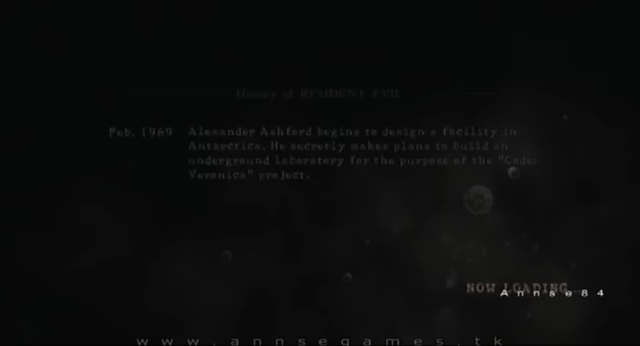 History of RESIDENT EVIL
Feb. 1969 Alexander Ashford begins to design a facility in
Antarctica. He secretly makes plans to build an
underground laboratory for the purpose of the "Code:
Veronica" project.
NOW LOADING...
Annse84
www.annsegames.tk